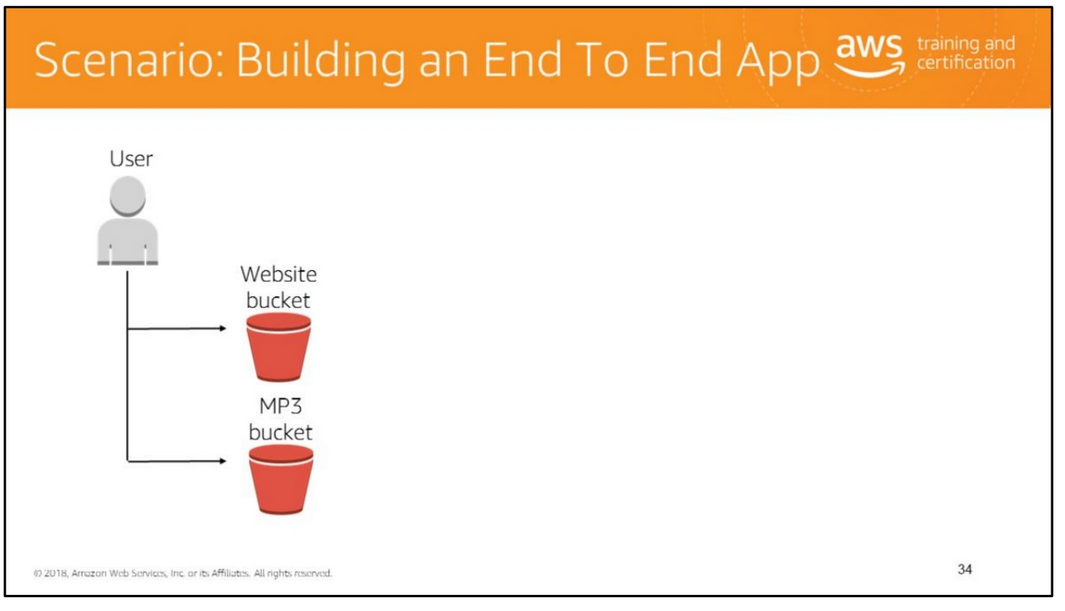 Scenario: Building an End To End App
aws training and
certification
User
Website
bucket
MP3
bucket
© 2018, Amazon Web Services, Inc. or its Affiliates. All rights reserved.
34